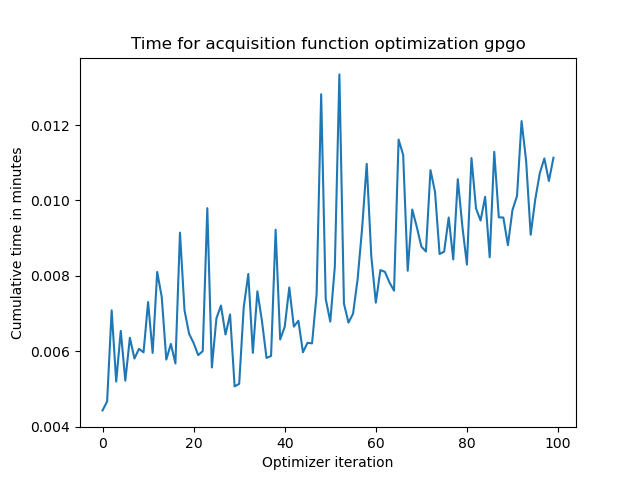 Time for acquisition function optimization gpgo
Cumulative time in minutes
0.012
0.010
0.008
0.006
0.004
0 20 40 60 80 100
Optimizer iteration